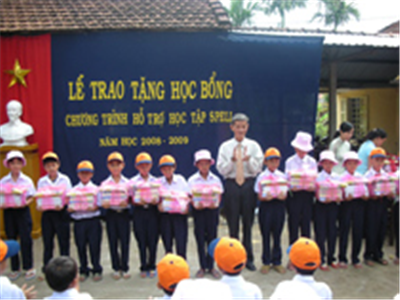 LỄ TRAO TẶNG HỌC BỔNG
CHƯƠNG TRÌNH HỖ TRỢ HỌC TẬP SPELL
NĂM HỌC 2008 - 2009